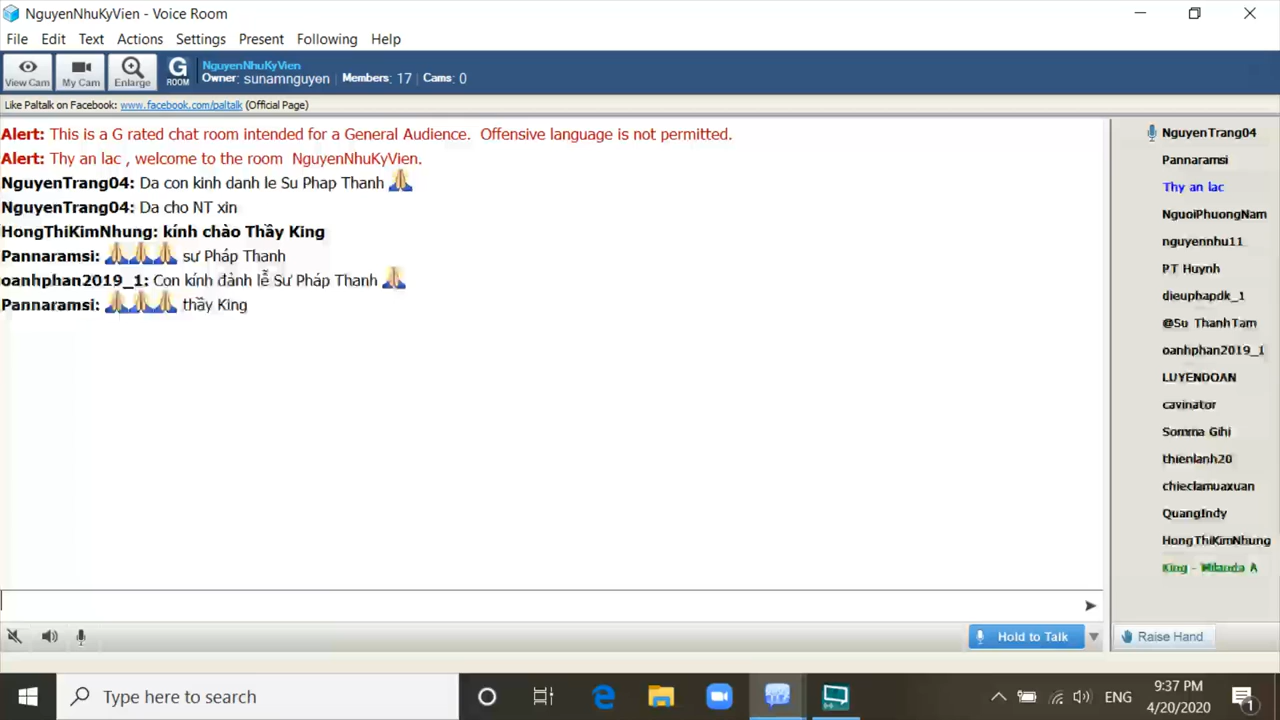 NguyenNhuKyVien - Voice Room
File Edit Text Actions Settings Present Following Help
View Cam My Cam Enlarge G ROOM
NguyenNhuKyVien
Owner: sunamnguyen Members: 17 Cams: 0
Like Paltalk on Facebook: www.facebook.com/paltalk (Official Page)
Alert: This is a G rated chat room intended for a General Audience. Offensive language is not permitted.
Alert: Thy an lac , welcome to the room NguyenNhuKyVien.
NguyenTrang04: Da con kinh danh le Su Phap Thanh
NguyenTrang04: Da cho NT xin
HongThiKimNhung: kính chào Thầy King
Pannaramsi: sư Pháp Thanh
oanhphan2019_1: Con kính đảnh lễ Sư Pháp Thanh
Pannaramsi: thầy King
NguyenTrang04
Pannaramsi
Thy an lac
NguoiPhuongNam
nguyennhu11
PT Huynh
dieuphapdk_1
@Su ThanhTam
oanhphan2019_1
LUYENDOAN
cavinator
Somma Gihi
thienlanh20
chieclamuaxuan
QuangIndy
HongThiKimNhung
King - Milanda A
Hold to Talk
Raise Hand
Type here to search
ENG
9:37 PM
4/20/2020
1